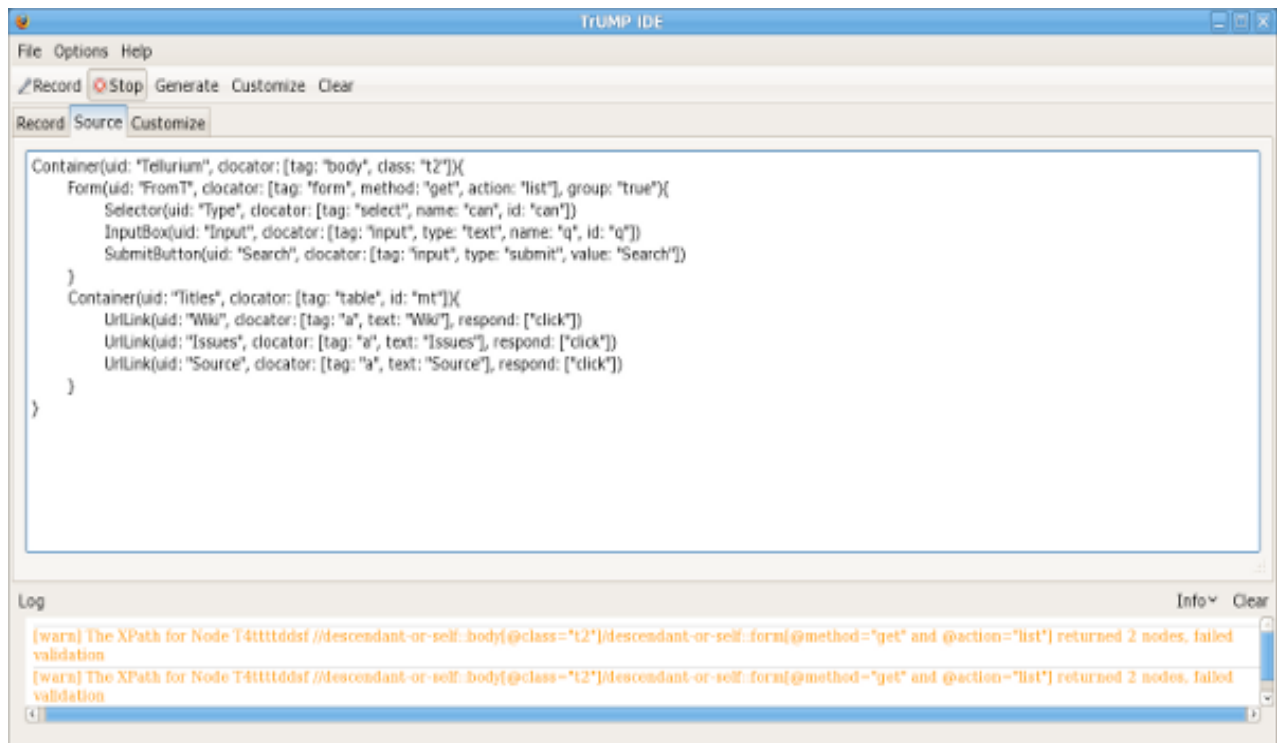 TrUMP IDE
File Options Help
Record Stop Generate Customize Clear
Record Source Customize
Container(uid: "Tellurium", clocator: [tag: "body", class: "t2"]){
Form(uid: "FromT", clocator: [tag: "form", method: "get", action: "list"], group: "true"){
Selector(uid: "Type", clocator: [tag: "select", name: "can", id: "can"])
InputBox(uid: "Input", clocator: [tag: "input", type: "text", name: "q", id: "q"])
SubmitButton(uid: "Search", clocator: [tag: "input", type: "submit", value: "Search"])
}
Container(uid: "Titles", clocator: [tag: "table", id: "mt"]){
UrlLink(uid: "Wiki", clocator: [tag: "a", text: "Wiki"], respond: ["click"])
UrlLink(uid: "Issues", clocator: [tag: "a", text: "Issues"], respond: ["click"])
UrlLink(uid: "Source", clocator: [tag: "a", text: "Source"], respond: ["click"])
}
}
Log Info Clear
[warn] The XPath for Node //descendant-or-self::body[@class="t2"]/descendant-or-self::form[@method="get" and @action="list"] returned 2 nodes, failed
validation
[warn] The XPath for Node //descendant-or-self::body[@class="t2"]/descendant-or-self::form[@method="get" and @action="list"] returned 2 nodes, failed
validation